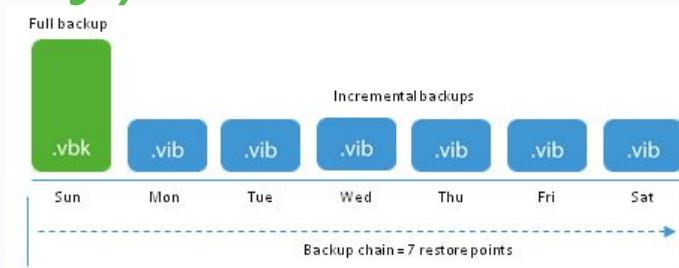 Full backup
Incremental backups
.vbk .vib .vib .vib .vib .vib .vib
Sun Mon Tue Wed Thu Fri Sat
Backup chain = 7 restore points